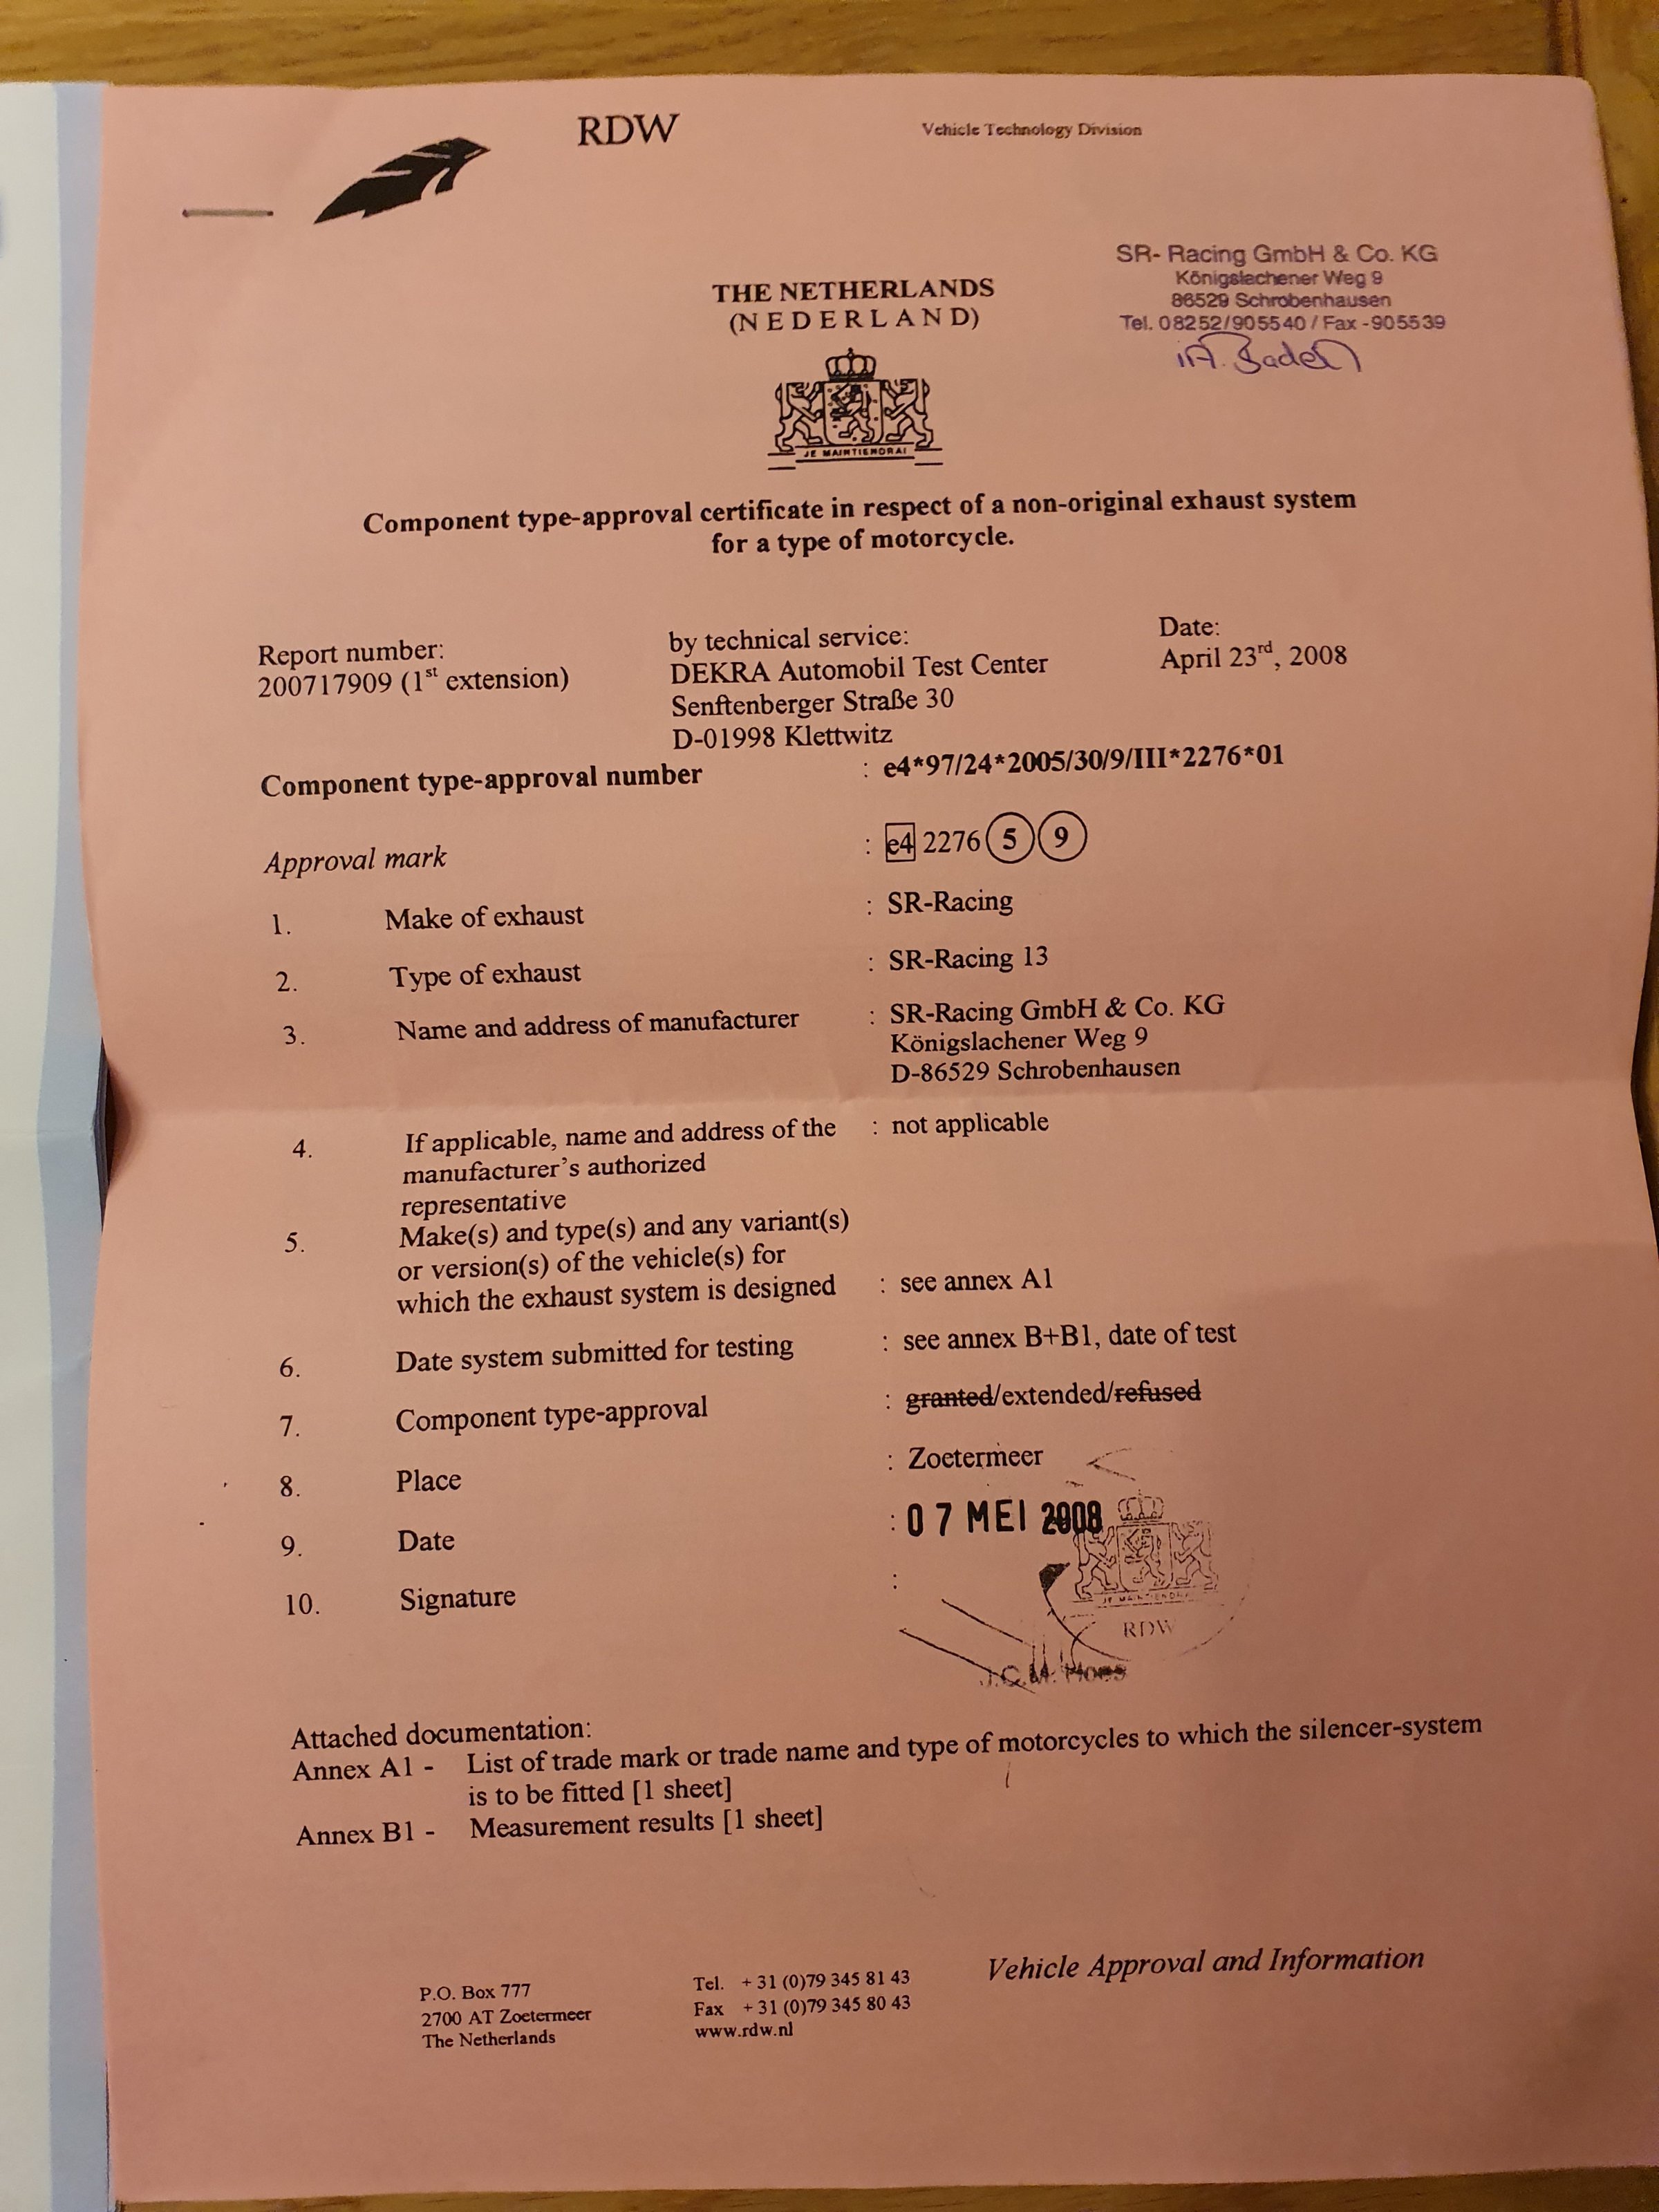 RDW
Vehicle Technology Division
SR- Racing GmbH & Co. KG
Königslachener Weg 9
86529 Schrobenhausen
Tel. 08252/905540 / Fax -905539
THE NETHERLANDS
(NEDERLAND)
JE MAINTIENDRAI
Component type-approval certificate in respect of a non-original exhaust system
for a type of motorcycle.
Report number:
200717909 (1st extension)
by technical service:
DEKRA Automobil Test Center
Senftenberger Straße 30
D-01998 Klettwitz
Date:
April 23rd, 2008
Component type-approval number : e4*97/24*2005/30/9/III*2276*01
Approval mark : e4 2276 5 9
1. Make of exhaust : SR-Racing
2. Type of exhaust : SR-Racing 13
3. Name and address of manufacturer : SR-Racing GmbH & Co. KG
Königslachener Weg 9
D-86529 Schrobenhausen
4. If applicable, name and address of the : not applicable
manufacturer's authorized
representative
5. Make(s) and type(s) and any variant(s)
or version(s) of the vehicle(s) for
which the exhaust system is designed : see annex A1
6. Date system submitted for testing : see annex B+B1, date of test
7. Component type-approval : granted/extended/refused
8. Place : Zoetermeer
9. Date : 07 MEI 2008
10. Signature :
RDW
J.C.M.
Attached documentation:
Annex A1 - List of trade mark or trade name and type of motorcycles to which the silencer-system
is to be fitted [1 sheet]
Annex B1 - Measurement results [1 sheet]
P.O. Box 777
2700 AT Zoetermeer
The Netherlands
Tel. + 31 (0)79 345 81 43
Fax + 31 (0)79 345 80 43
www.rdw.nl
Vehicle Approval and Information